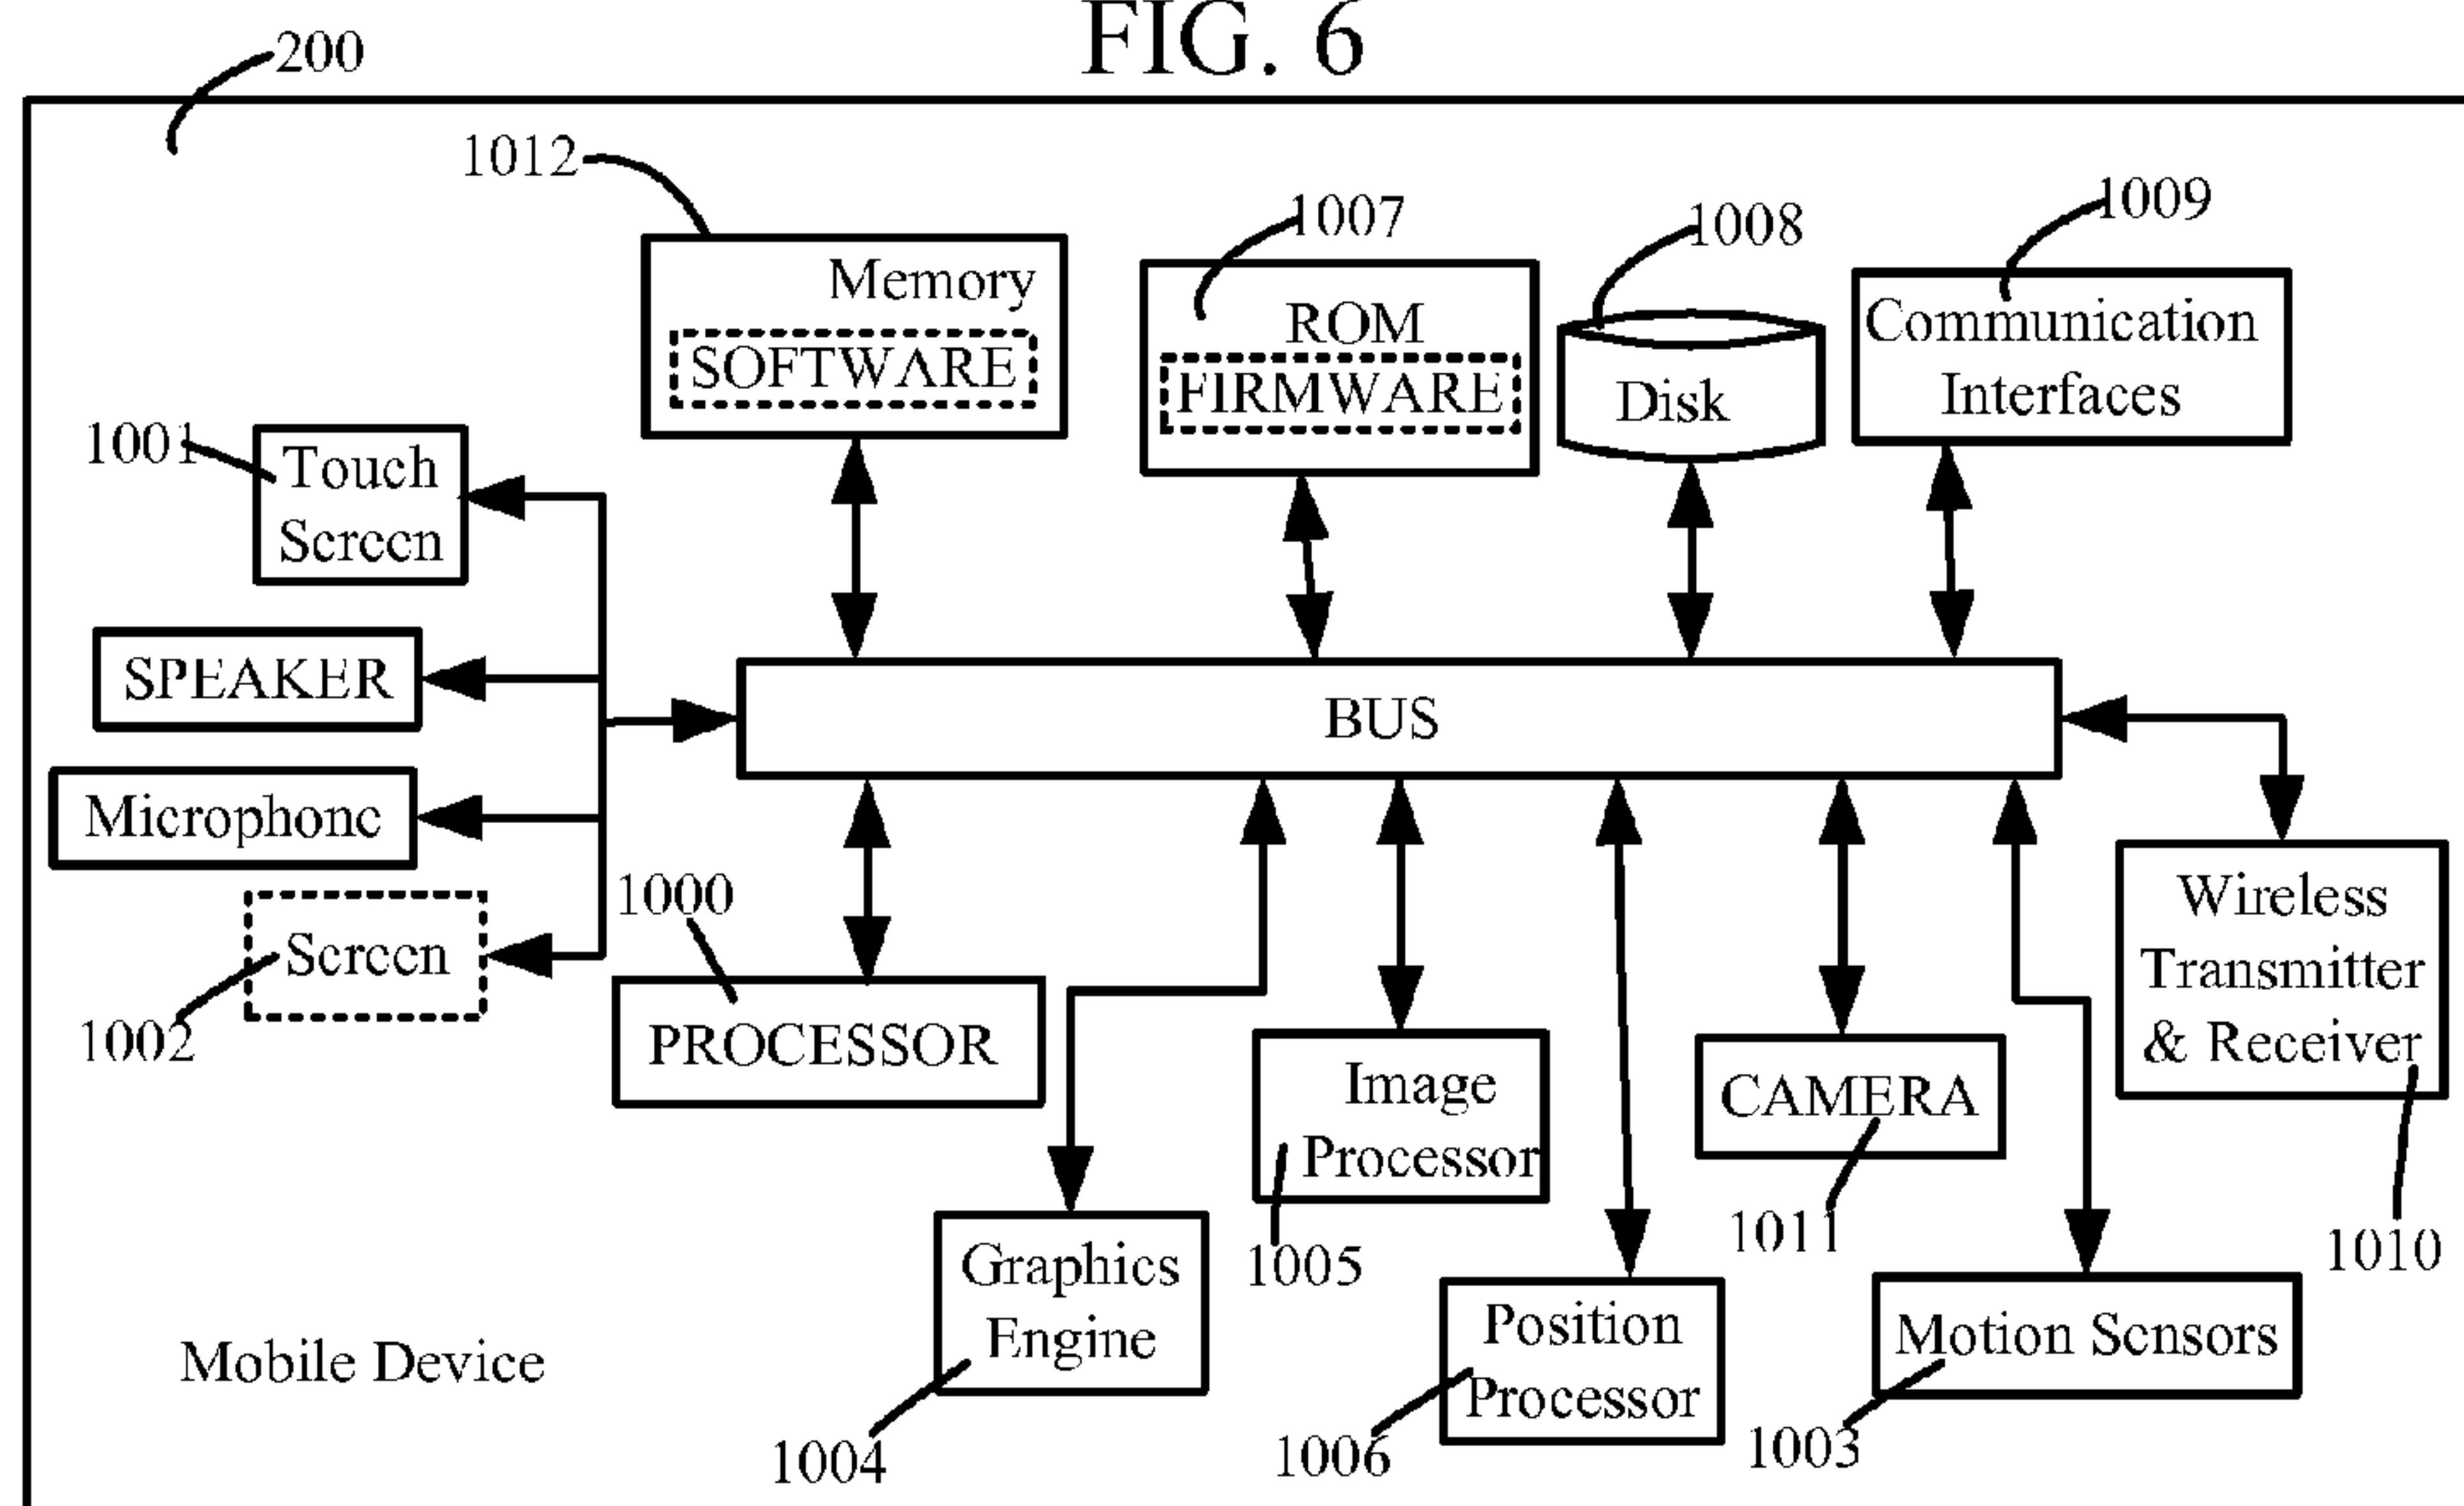 FIG. 6
200
1012
1007
1008
1009
Memory
SOFTWARE
ROM
FIRMWARE
Disk
Communication
Interfaces
1001
Touch
Screen
SPEAKER
Microphone
Screen
1002
BUS
1000
PROCESSOR
Wireless
Transmitter
& Receiver
1010
Image
Processor
1005
CAMERA
1011
Graphics
Engine
1004
Position
Processor
1006
Motion Sensors
1003
Mobile Device